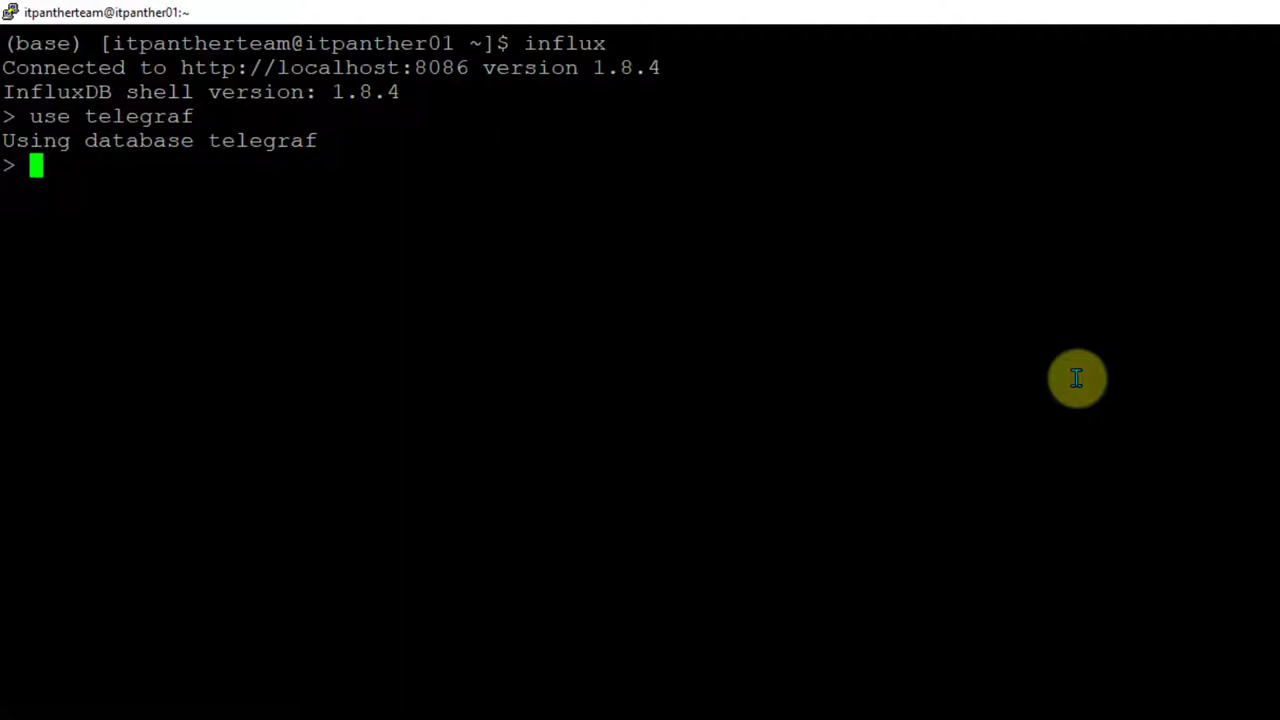 itpantherteam@itpanther01:~
(base) [itpantherteam@itpanther01 ~]$ influx
Connected to http://localhost:8086 version 1.8.4
InfluxDB shell version: 1.8.4
> use telegraf
Using database telegraf
>